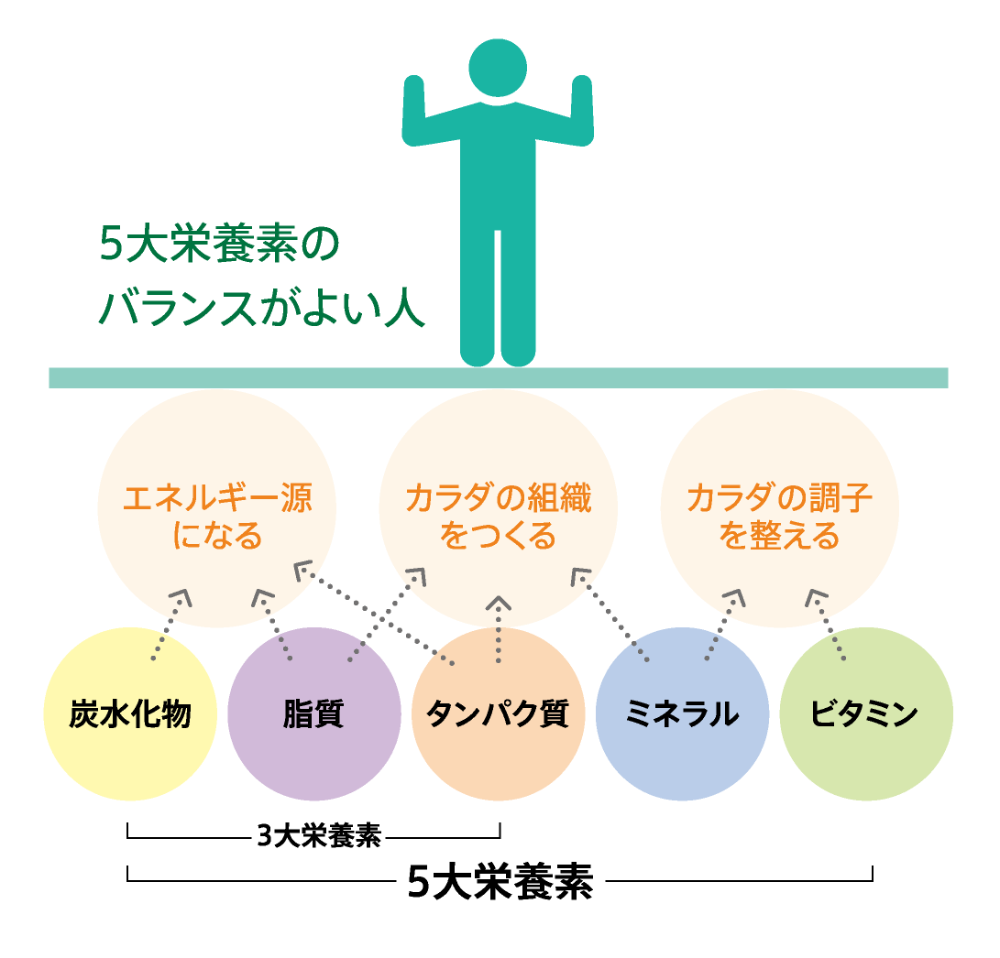 5大栄養素の
バランスがよい人
エネルギー源
になる
カラダの組織
をつくる
カラダの調子
を整える
炭水化物
脂質
タンパク質
ミネラル
ビタミン
3大栄養素
5大栄養素